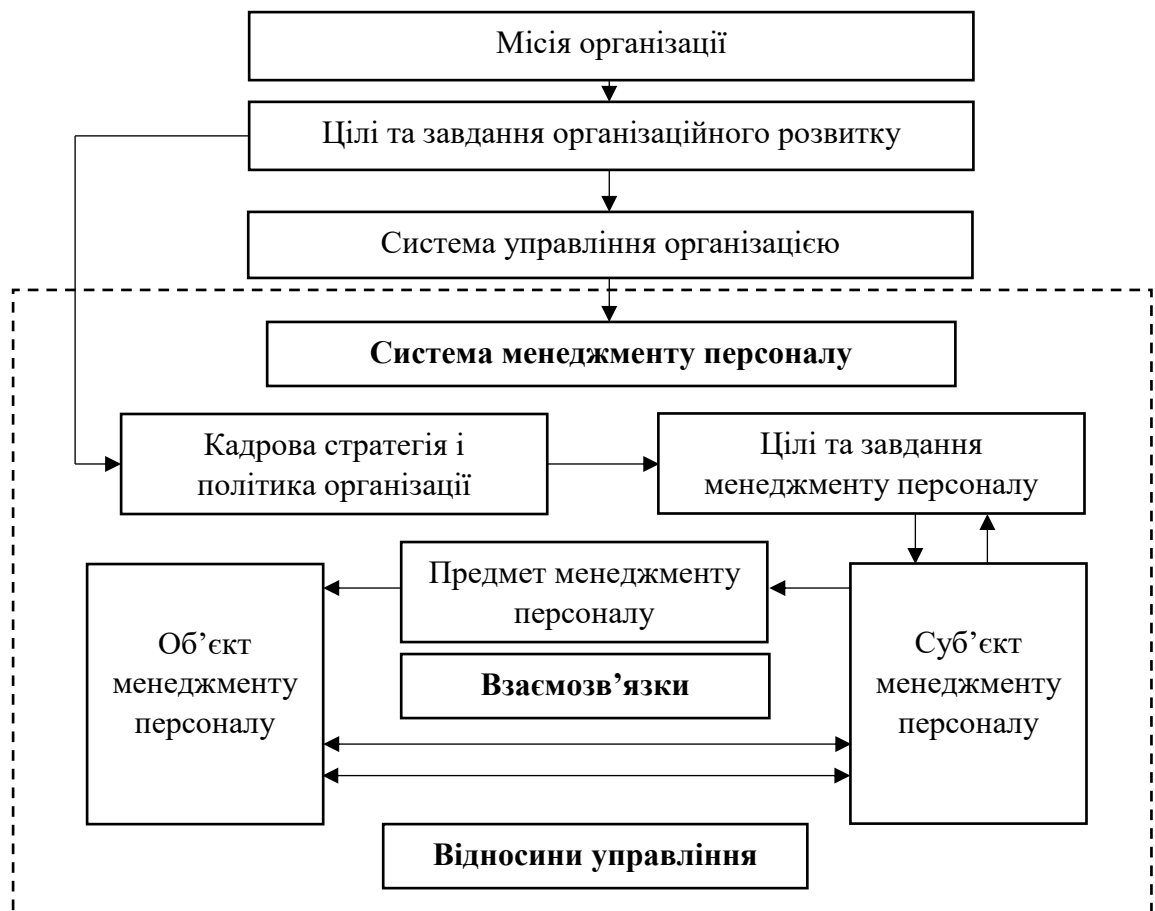 Місія організації
Цілі та завдання організаційного розвитку
Система управління організацією
Система менеджменту персоналу
Кадрова стратегія і
політика організації
Цілі та завдання
менеджменту персоналу
Предмет менеджменту
персоналу
Об’єкт
менеджменту
персоналу
Взаємозв’язки
Суб’єкт
менеджменту
персоналу
Відносини управління